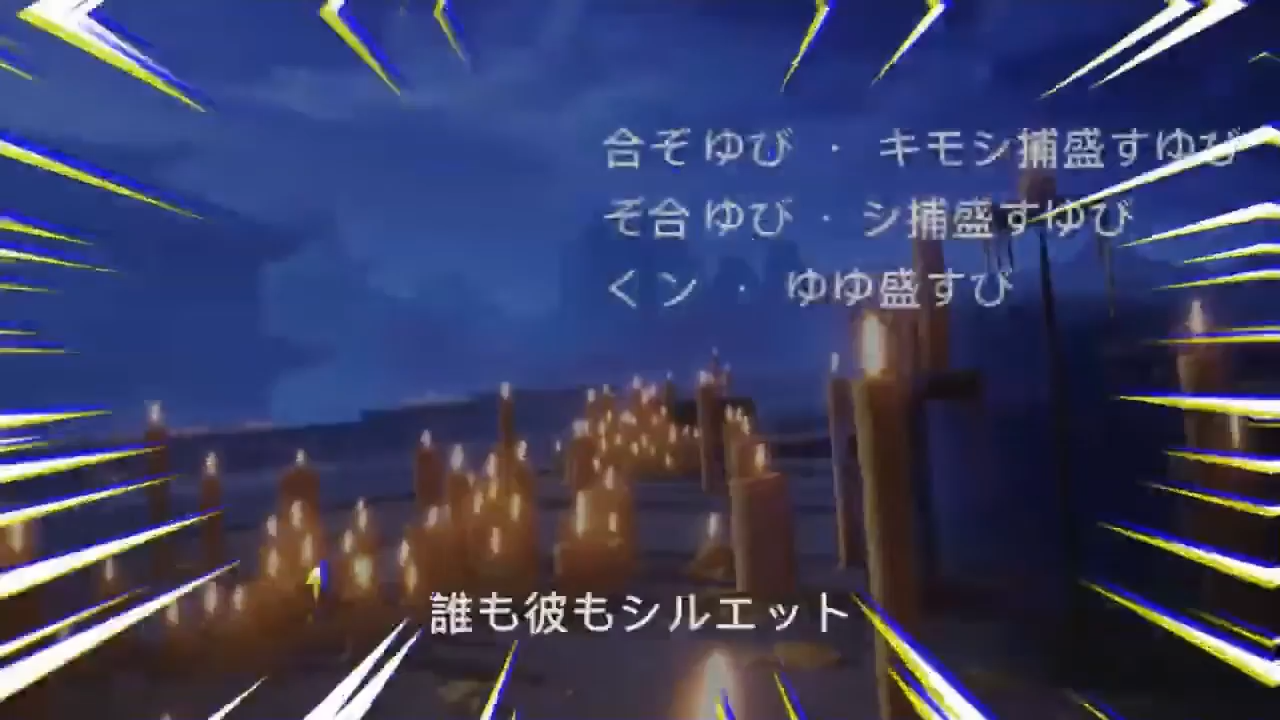 合ぞゆび · キモシ捕盛すゆび
ぞ合ゆび · シ捕盛すゆび
くン · ゆゆ盛すび
誰も彼もシルエット